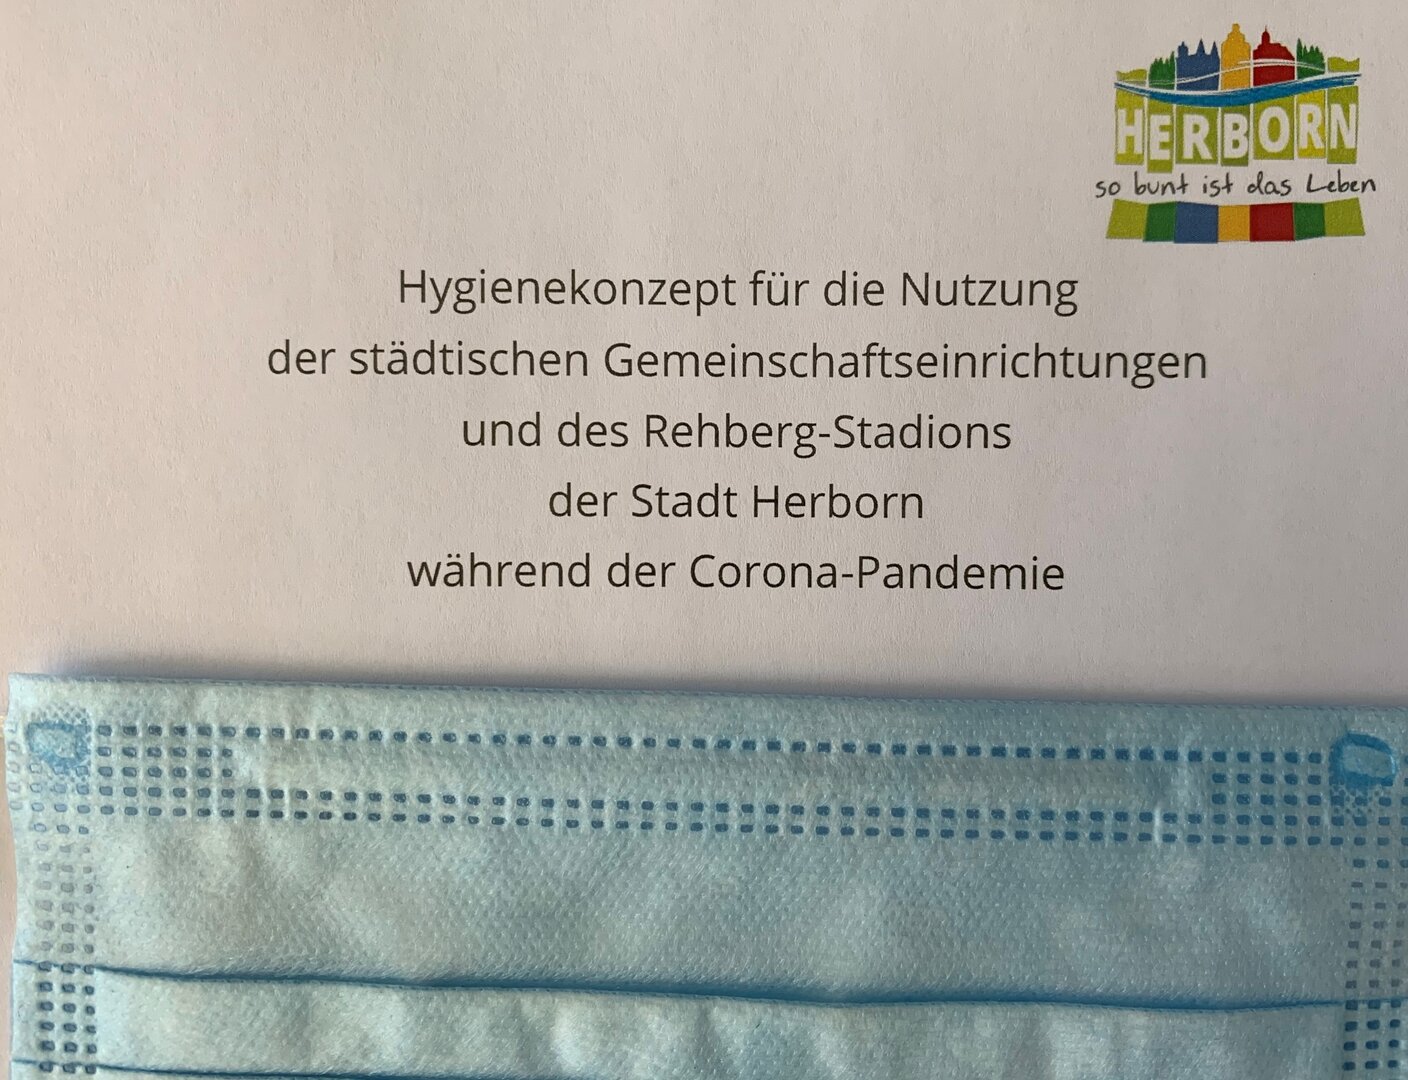 HERBORN
so bunt ist das Leben
Hygienekonzept für die Nutzung
der städtischen Gemeinschaftseinrichtungen
und des Rehberg-Stadions
der Stadt Herborn
während der Corona-Pandemie